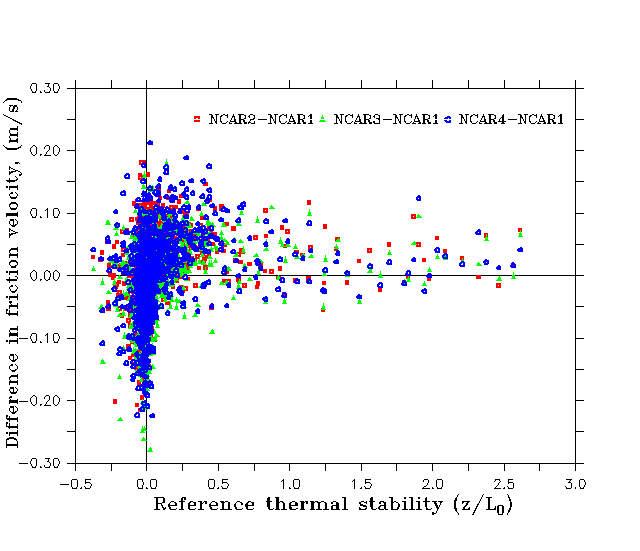 0.30
NCAR2-NCAR1 NCAR3-NCAR1 NCAR4-NCAR1
0.20
0.10
0.00
-0.10
-0.20
-0.30
Difference in friction velocity, (m/s)
-0.5 0.0 0.5 1.0 1.5 2.0 2.5 3.0
Reference thermal stability (z/L0)